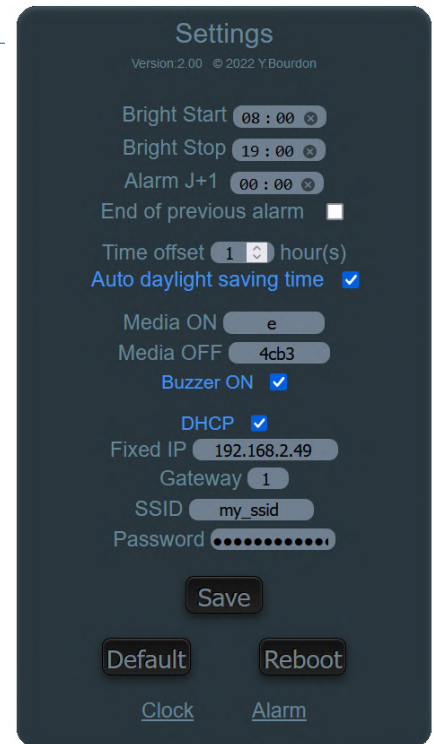 Settings
Version:2.00 © 2022 Y.Bourdon
Bright Start 08 : 00
Bright Stop 19 : 00
Alarm J+1 00 : 00
End of previous alarm
Time offset 1 hour(s)
Auto daylight saving time
Media ON e
Media OFF 4cb3
Buzzer ON
DHCP
Fixed IP 192.168.2.49
Gateway 1
SSID my_ssid
Password ●●●●●●●●●●●●
Save
Default Reboot
Clock Alarm